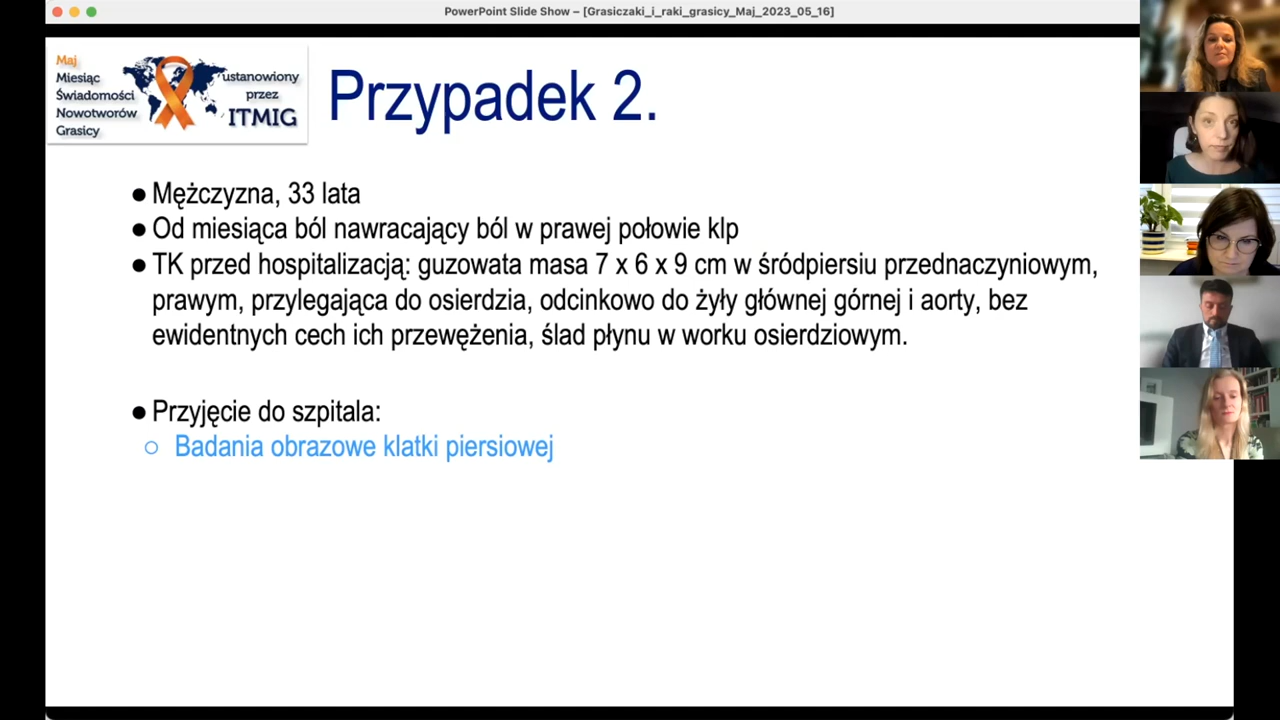 PowerPoint Slide Show – [Grasiczaki_i_raki_grasicy_Maj_2023_05_16]
Maj
Miesiąc
Świadomości
Nowotworów
Grasicy
ustanowiony
przez
ITMIG
Przypadek 2.
● Mężczyzna, 33 lata
● Od miesiąca ból nawracający ból w prawej połowie klp
● TK przed hospitalizacją: guzowata masa 7 x 6 x 9 cm w śródpiersiu przednaczyniowym,
prawym, przylegająca do osierdzia, odcinkowo do żyły głównej górnej i aorty, bez
ewidentnych cech ich przewężenia, ślad płynu w worku osierdziowym.
● Przyjęcie do szpitala:
○ Badania obrazowe klatki piersiowej